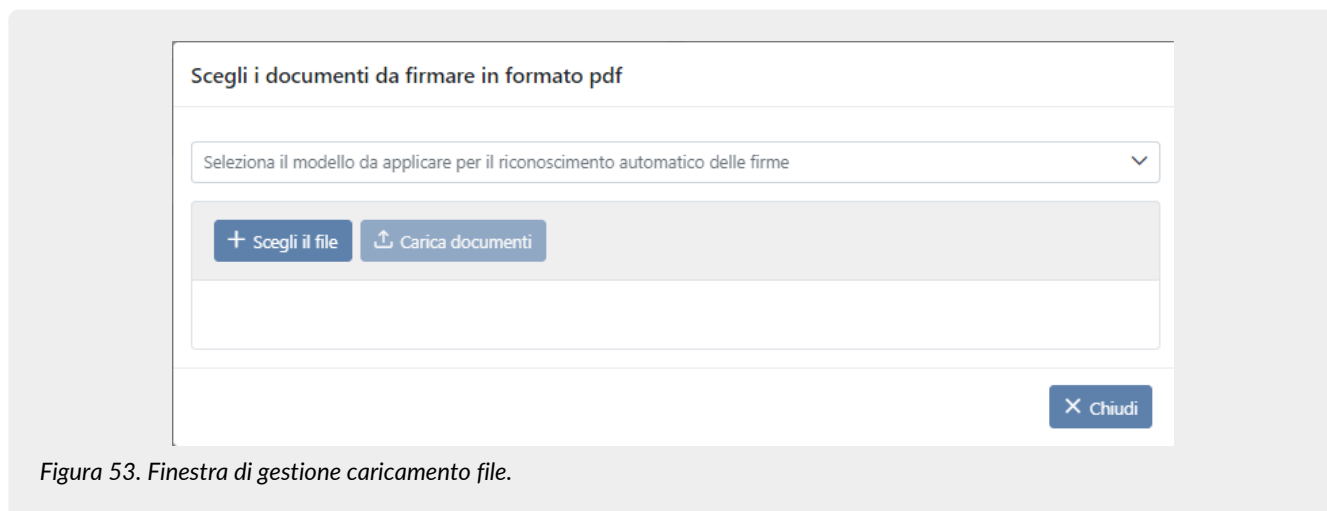 Scegli i documenti da firmare in formato pdf
Seleziona il modello da applicare per il riconoscimento automatico delle firme
Scegli il file
Carica documenti
Chiudi
Figura 53. Finestra di gestione caricamento file.